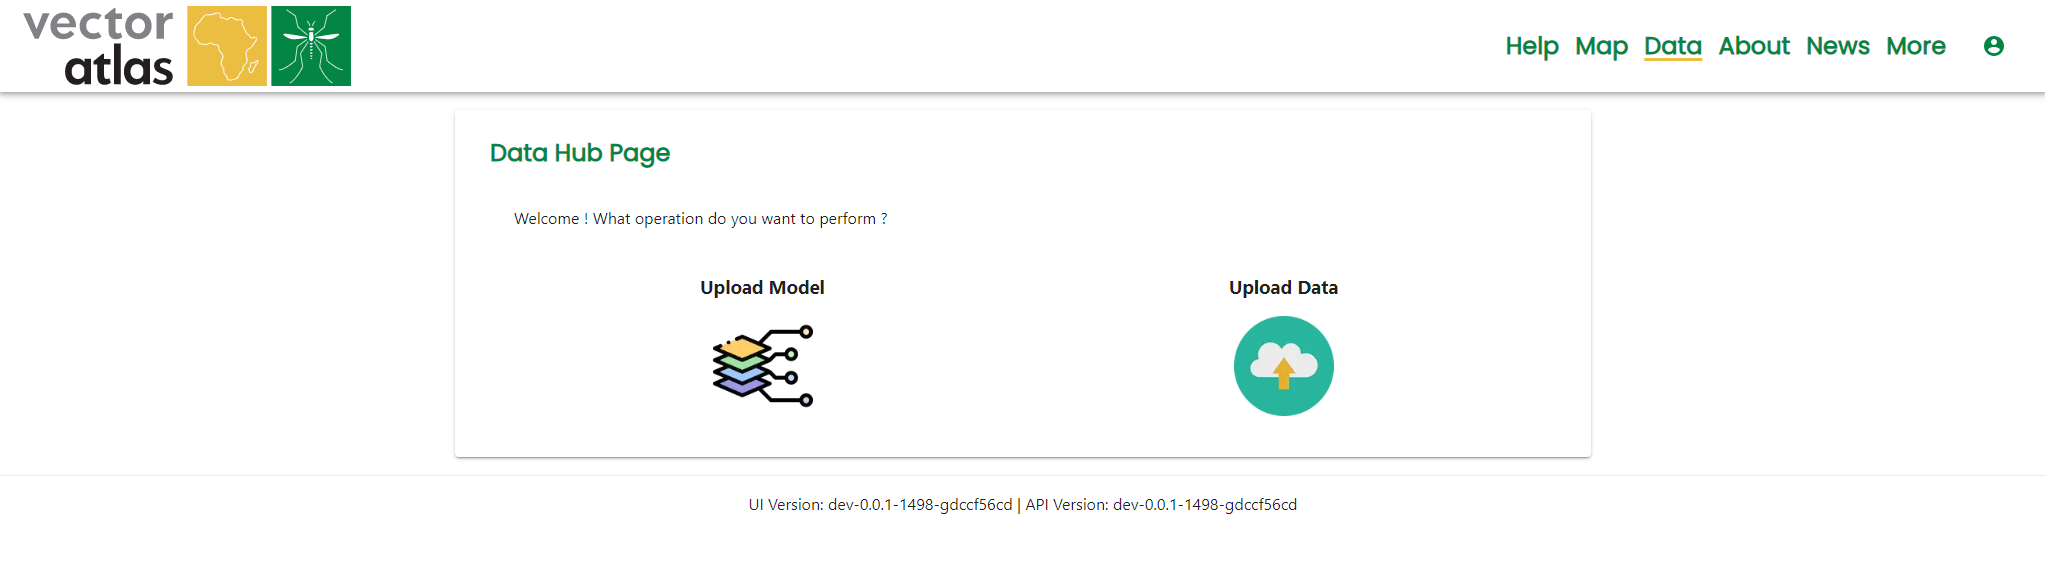 vector
atlas
Help Map Data About News More
Data Hub Page
Welcome ! What operation do you want to perform ?
Upload Model Upload Data
UI Version: dev-0.0.1-1498-gdccf56cd | API Version: dev-0.0.1-1498-gdccf56cd